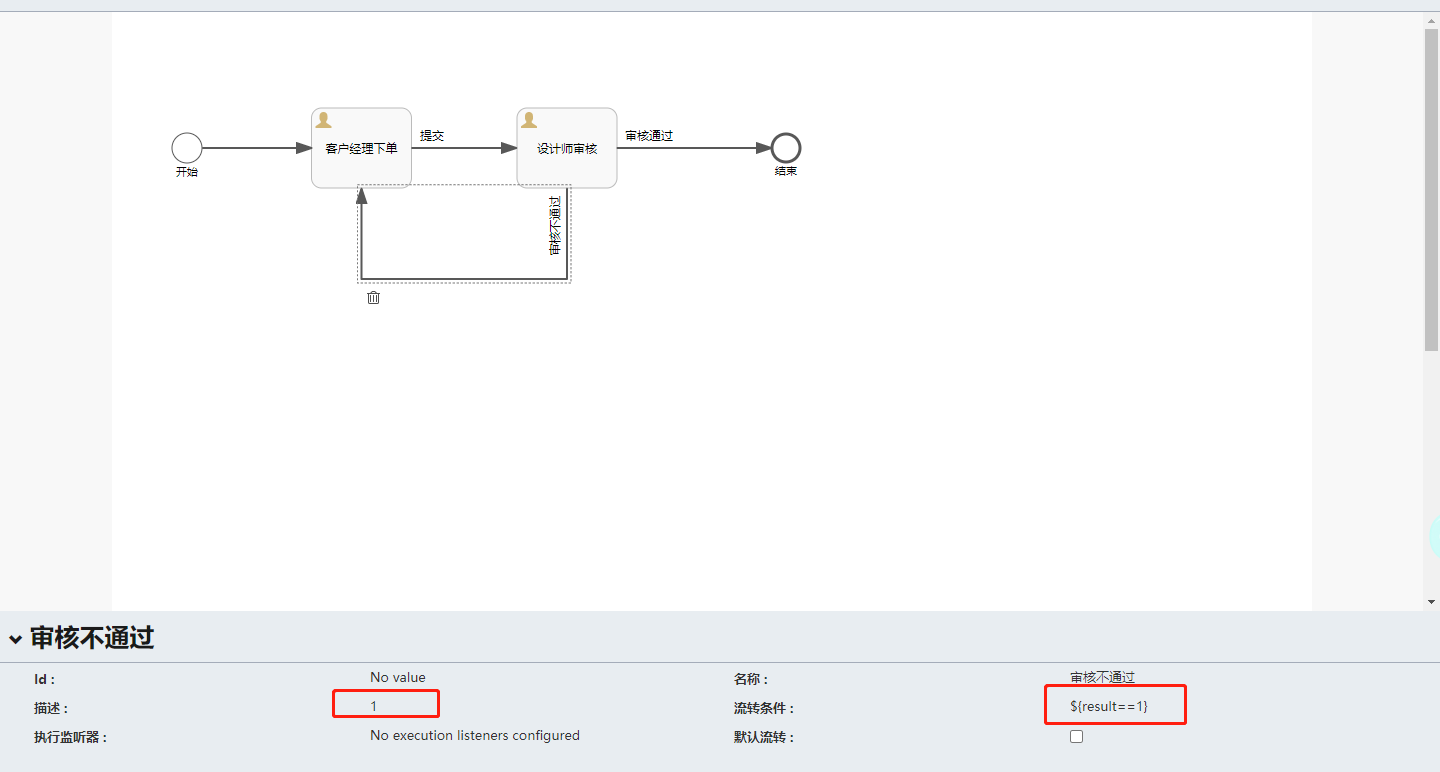 开始
客户经理下单
提交
设计师审核
审核通过
结束
审核不通过
审核不通过
Id :
No value
名称 :
审核不通过
描述 :
1
流转条件 :
${result==1}
执行监听器 :
No execution listeners configured
默认流转 :